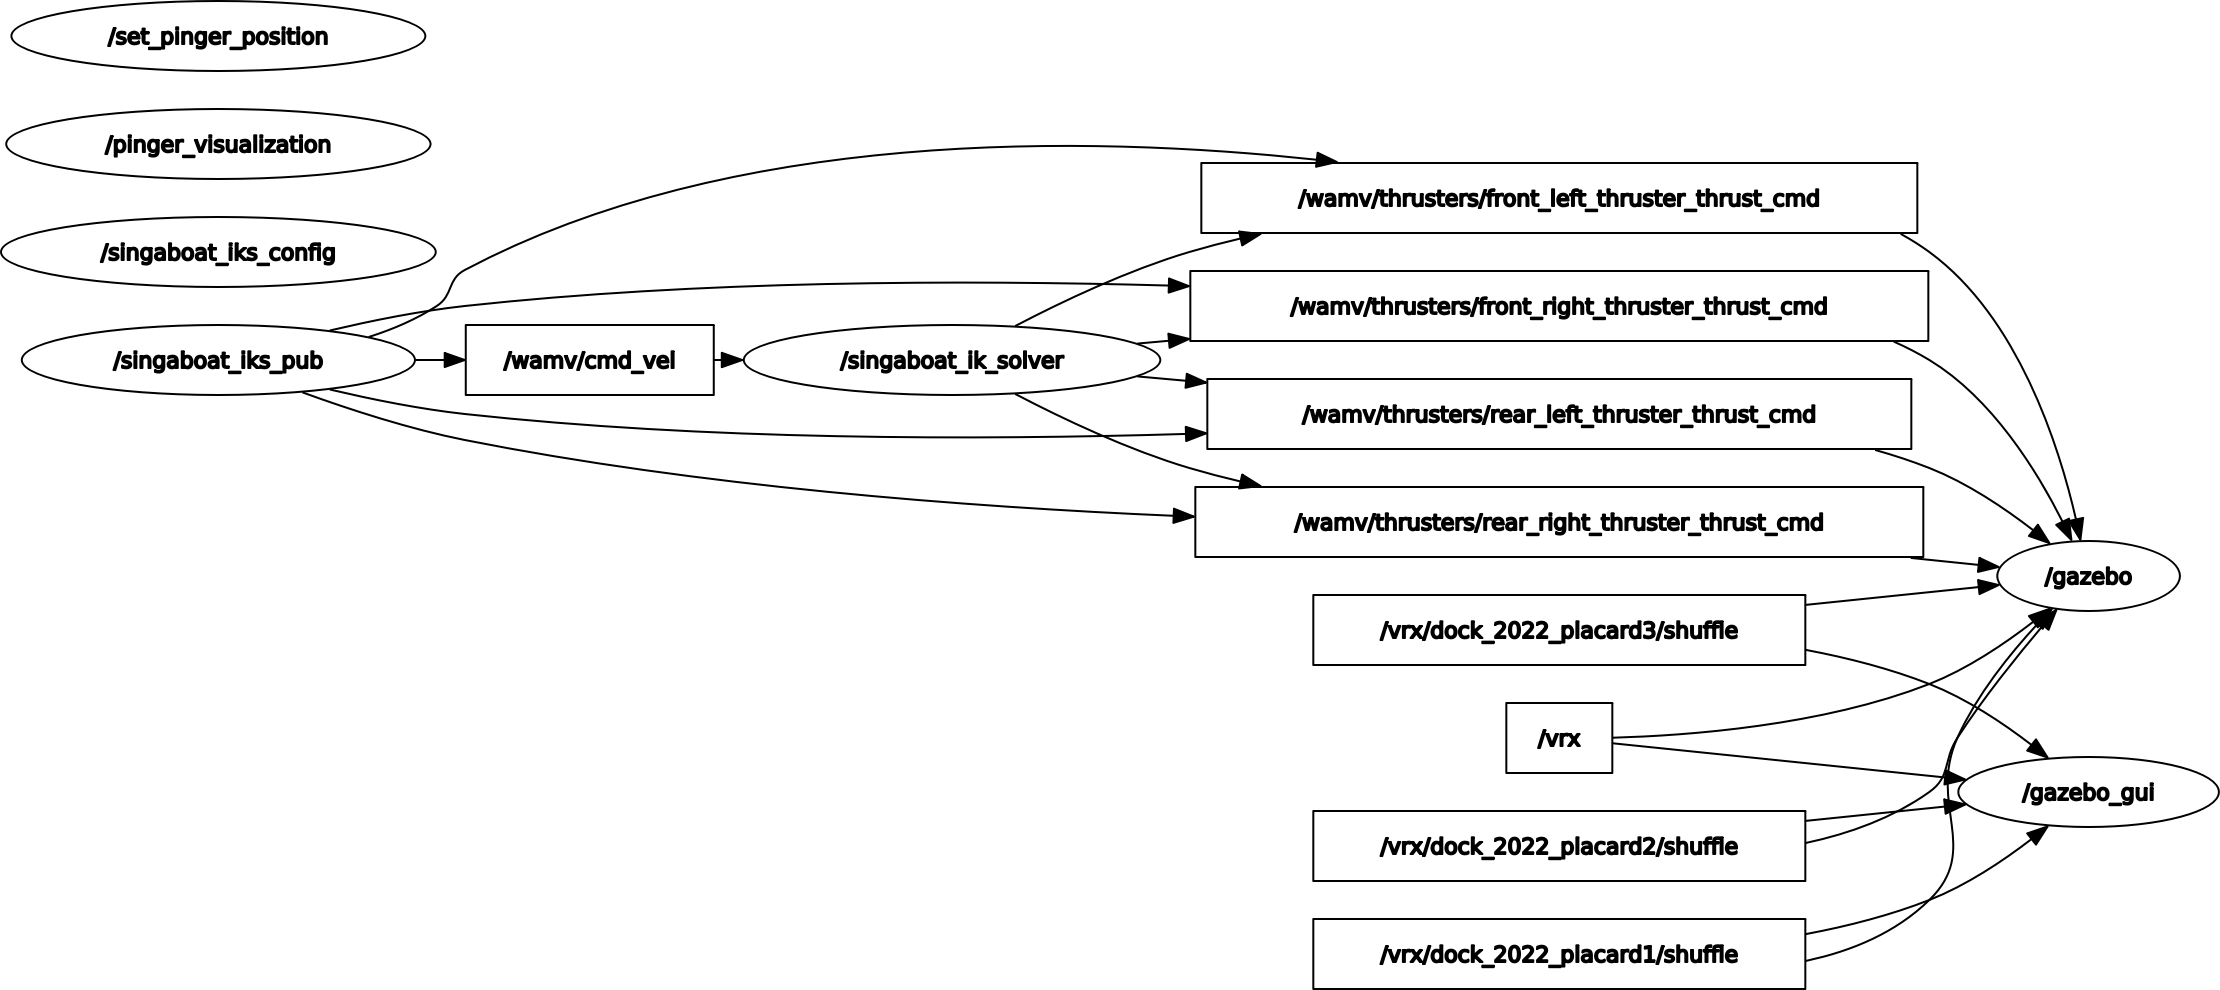 /set_pinger_position
/pinger_visualization
/singaboat_iks_config
/singaboat_iks_pub
/wamv/cmd_vel
/singaboat_ik_solver
/wamv/thrusters/front_left_thruster_thrust_cmd
/wamv/thrusters/front_right_thruster_thrust_cmd
/wamv/thrusters/rear_left_thruster_thrust_cmd
/wamv/thrusters/rear_right_thruster_thrust_cmd
/vrx/dock_2022_placard3/shuffle
/vrx
/vrx/dock_2022_placard2/shuffle
/vrx/dock_2022_placard1/shuffle
/gazebo
/gazebo_gui